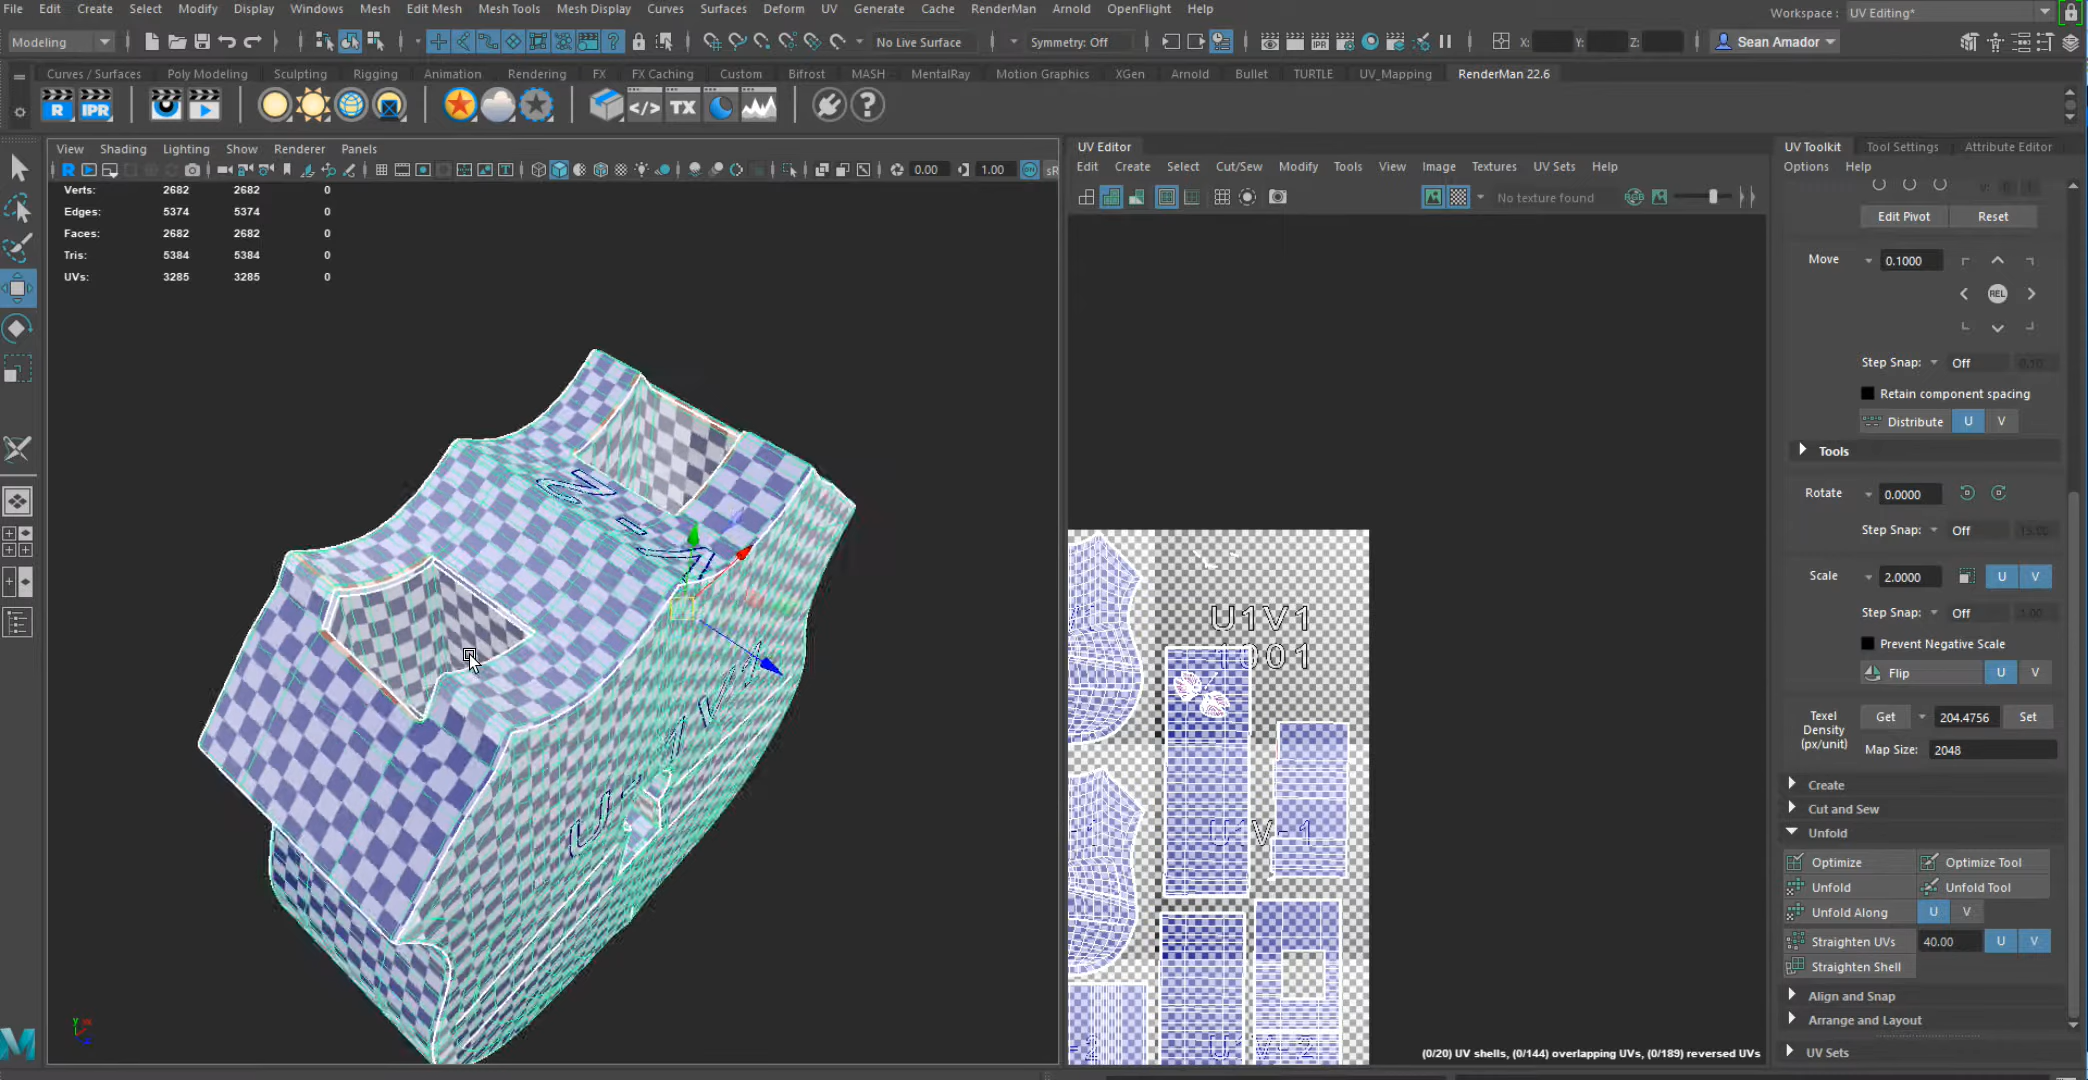 File Edit Create Select Modify Display Windows Mesh Edit Mesh Mesh Tools Mesh Display Curves Surfaces Deform UV Generate Cache RenderMan Arnold OpenFlight Help
Workspace : UV Editing*
Modeling No Live Surface Symmetry: Off IPR X: Y: Z: Sean Amador
Curves / Surfaces Poly Modeling Sculpting Rigging Animation Rendering FX FX Caching Custom Bifrost MASH MentalRay Motion Graphics XGen Arnold Bullet TURTLE UV_Mapping RenderMan 22.6
R IPR </> TX ?
View Shading Lighting Renderer Show Panels
0.00 1.00 sR
Verts: 2682 2682 0
Edges: 5374 5374 0
Faces: 2682 2682 0
Tris: 5384 5384 0
UVs: 3285 3285 0
UV Editor
Edit Create Select Cut/Sew Modify Tools View Image Textures UV Sets Help
No texture found
U1V1
1001
U1V-1
(0/20) UV shells, (0/144) overlapping UVs, (0/189) reversed UVs
UV Toolkit Tool Settings Attribute Editor
Options Help
Edit Pivot Reset
Move 0.1000
REL
Step Snap: Off
Retain component spacing
Distribute U V
Tools
Rotate 0.0000
Step Snap: Off
Scale 2.0000 U V
Step Snap: Off
Prevent Negative Scale
Flip U V
Texel Density (px/unit) Get 204.4756 Set
Map Size: 2048
Create
Cut and Sew
Unfold
Optimize Optimize Tool
Unfold Unfold Tool
Unfold Along U V
Straighten UVs 40.00 U V
Straighten Shell
Align and Snap
Arrange and Layout
UV Sets